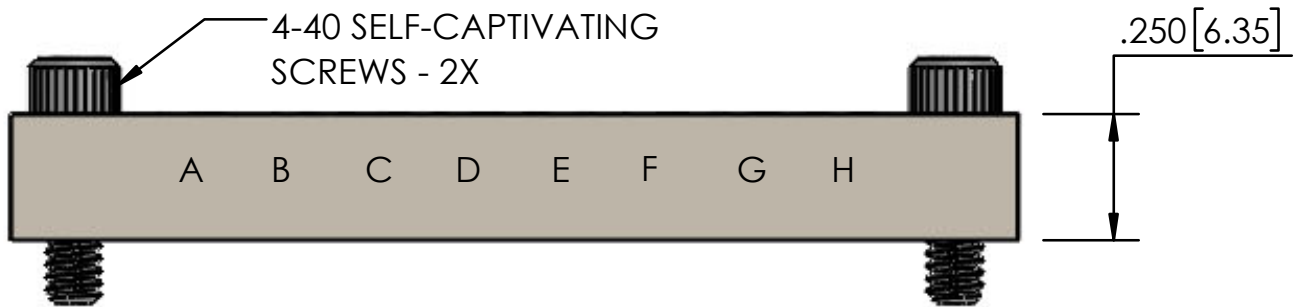 4-40 SELF-CAPTIVATING
SCREWS - 2X
.250[6.35]
A B C D E F G H